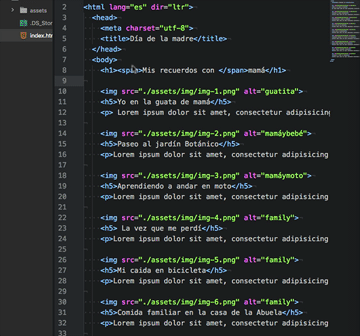 assets
.DS_Stor
index.htm
2 <html lang="es" dir="ltr">
3 <head>
4 <meta charset="utf-8">
5 <title>Día de la madre</title>
6 </head>
7 <body>
8 <h1><span>Mis recuerdos con </span>mamá</h1>
9
10 <img src="./assets/img/img-1.png" alt="guatita">
11 <h5>Yo en la guata de mamá</h5>
12 <p> Lorem ipsum dolor sit amet, consectetur adipisicing
13
14 <img src="./assets/img/img-2.png" alt="mamáybebé">
15 <h5>Paseo al jardín Botánico</h5>
16 <p>Lorem ipsum dolor sit amet, consectetur adipisicing
17
18 <img src="./assets/img/img-3.png" alt="mamáymoto">
19 <h5>Aprendiendo a andar en moto</h5>
20 <p>Lorem ipsum dolor sit amet, consectetur adipisicing
21
22 <img src="./assets/img/img-4.png" alt="family">
23 <h5> La vez que me perdí</h5>
24 <p>Lorem ipsum dolor sit amet, consectetur adipisicing
25
26 <img src="./assets/img/img-5.png" alt="family">
27 <h5>Mi caida en bicicleta</h5>
28 <p>Lorem ipsum dolor sit amet, consectetur adipisicing
29
30 <img src="./assets/img/img-6.png" alt="family">
31 <h5>Comida familiar en la casa de la Abuela</h5>
32 <p>Lorem ipsum dolor sit amet, consectetur adipisicing
33